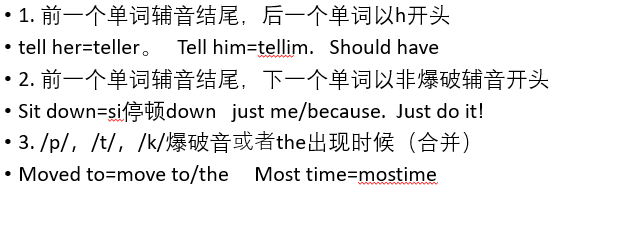 • 1. 前一个单词辅音结尾，后一个单词以h开头
• tell her=teller。 Tell him=tellim. Should have
• 2. 前一个单词辅音结尾，下一个单词以非爆破辅音开头
• Sit down=si停顿down just me/because. Just do it!
• 3. /p/，/t/，/k/爆破音或者the出现时候（合并）
• Moved to=move to/the Most time=mostime